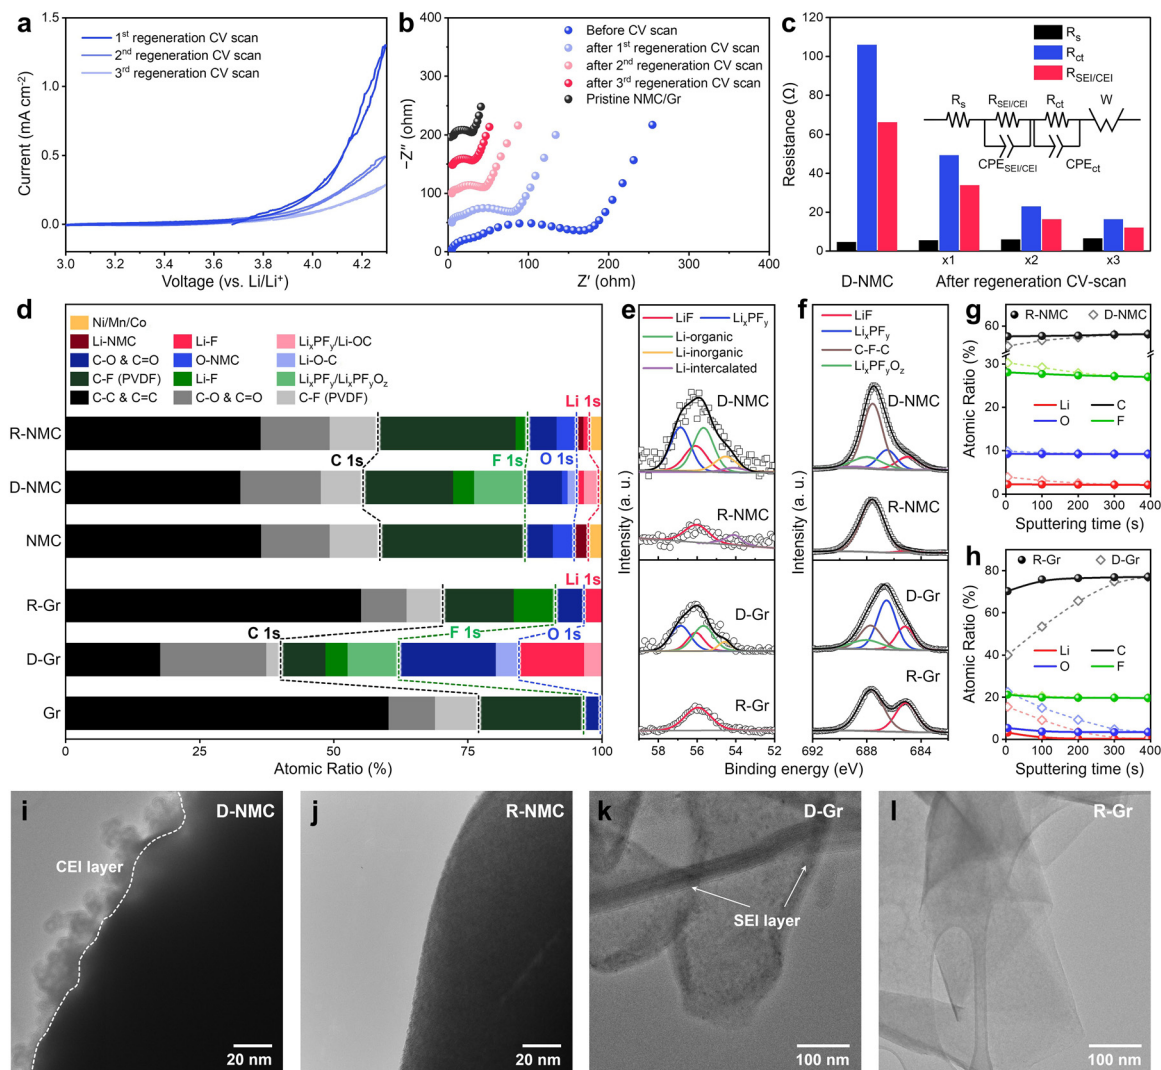 a
1st regeneration CV scan
2nd regeneration CV scan
3rd regeneration CV scan
Current (mA cm-2)
1.5
1.0
0.5
0.0
3.0 3.2 3.4 3.6 3.8 4.0 4.2
Voltage (vs. Li/Li+)
b
Before CV scan
after 1st regeneration CV scan
after 2nd regeneration CV scan
after 3rd regeneration CV scan
Pristine NMC/Gr
−Z″ (ohm)
400
300
200
100
0
0 100 200 300 400
Z′ (ohm)
c
Rs
Rct
RSEI/CEI
Rs RSEI/CEI Rct W
CPESEI/CEI CPEct
Resistance (Ω)
120
100
80
60
40
20
0
x1 x2 x3
D-NMC After regeneration CV-scan
d
Ni/Mn/Co
Li-NMC Li-F LixPFy/Li-OC
C-O & C=O O-NMC Li-O-C
C-F (PVDF) Li-F LixPFy/LixPFyOz
C-C & C=C C-O & C=O C-F (PVDF)
Li 1s
R-NMC
C 1s F 1s O 1s
D-NMC
NMC
Li 1s
R-Gr
C 1s F 1s O 1s
D-Gr
Gr
0 25 50 75 100
Atomic Ratio (%)
e
LiF LixPFy
Li-organic
Li-inorganic
Li-intercalated
D-NMC
R-NMC
D-Gr
R-Gr
Intensity (a. u.)
58 56 54 52
Binding energy (eV)
f
LiF
LixPFy
C-F-C
LixPFyOz
D-NMC
R-NMC
D-Gr
R-Gr
Intensity (a. u.)
692 688 684
g
R-NMC D-NMC
Atomic Ratio (%)
60
30
20
10
0
Li C
O F
0 100 200 300 400
Sputtering time (s)
h
R-Gr D-Gr
Atomic Ratio (%)
80
60
40
20
0
Li C
O F
0 100 200 300 400
Sputtering time (s)
i
D-NMC
CEI layer
20 nm
j
R-NMC
20 nm
k
D-Gr
SEI layer
100 nm
l
R-Gr
100 nm